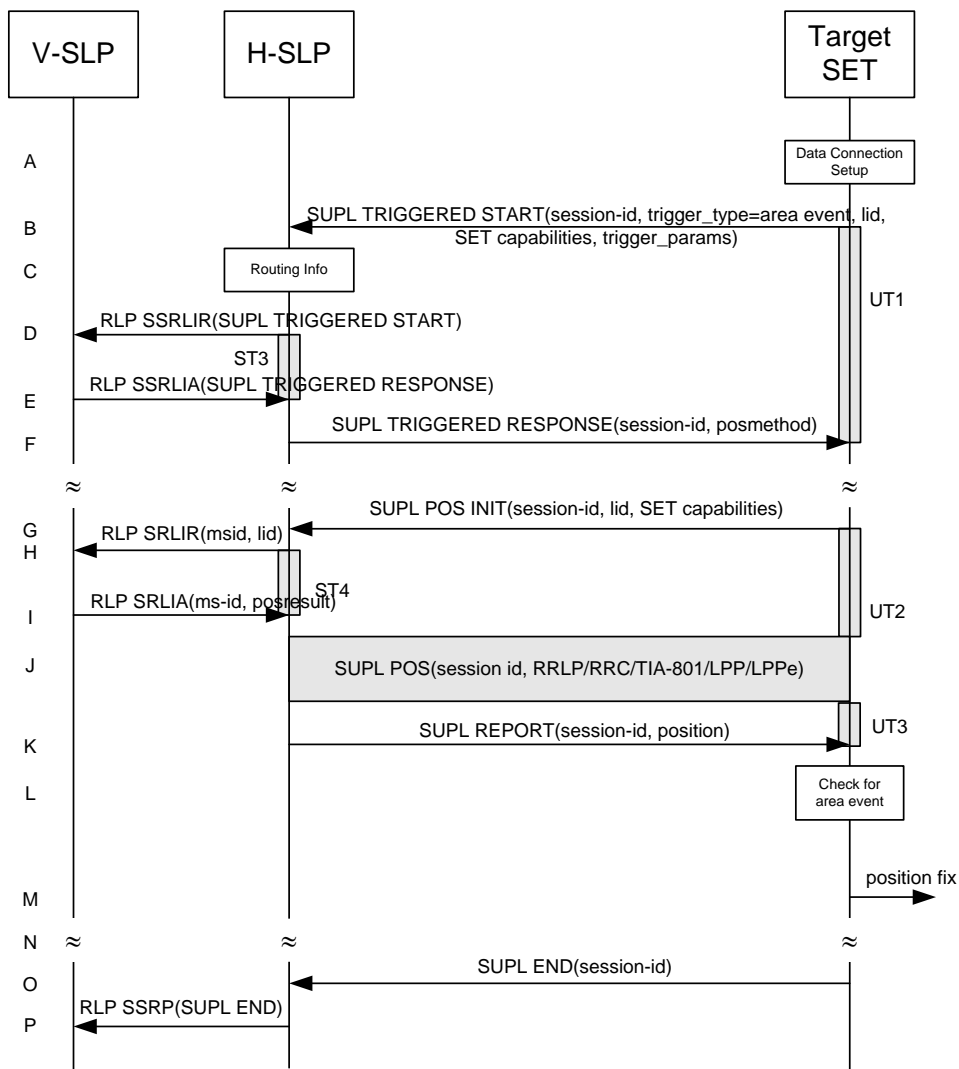 V-SLP
H-SLP
Target
SET
A
Data Connection
Setup
B
SUPL TRIGGERED START(session-id, trigger_type=area event, lid,
SET capabilities, trigger_params)
C
Routing Info
UT1
D
RLP SSRLIR(SUPL TRIGGERED START)
ST3
E
RLP SSRLIA(SUPL TRIGGERED RESPONSE)
F
SUPL TRIGGERED RESPONSE(session-id, posmethod)
≈ ≈ ≈
G
SUPL POS INIT(session-id, lid, SET capabilities)
H
RLP SRLIR(msid, lid)
ST4
I
RLP SRLIA(ms-id, posresult)
UT2
J
SUPL POS(session id, RRLP/RRC/TIA-801/LPP/LPPe)
K
SUPL REPORT(session-id, position)
UT3
L
Check for
area event
M
position fix
N
≈ ≈ ≈
O
SUPL END(session-id)
P
RLP SSRP(SUPL END)